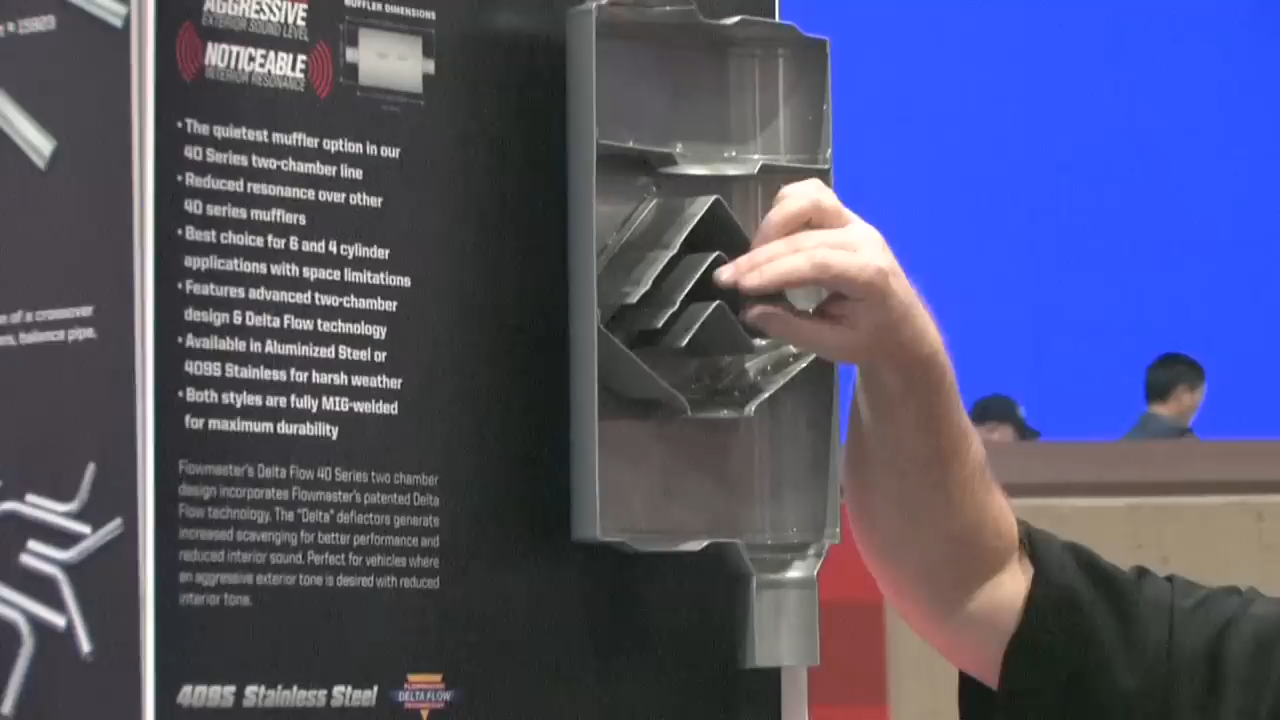 AGGRESSIVE
EXTERIOR SOUND LEVEL
NOTICEABLE
INTERIOR RESONANCE
MUFFLER DIMENSIONS
• The quietest muffler option in our
40 Series two-chamber line
• Reduced resonance over other
40 series mufflers
• Best choice for 6 and 4 cylinder
applications with space limitations
• Features advanced two-chamber
design & Delta Flow technology
• Available in Aluminized Steel or
409S Stainless for harsh weather
• Both styles are fully MIG-welded
for maximum durability
Flowmaster's Delta Flow 40 Series two chamber
design incorporates Flowmaster's patented Delta
Flow technology. The "Delta" deflectors generate
increased scavenging for better performance and
reduced interior sound. Perfect for vehicles where
an aggressive exterior tone is desired with reduced
interior tone.
409S Stainless Steel
FLOWMASTER
DELTA FLOW
TECHNOLOGY
of a crossover
balance pipe.